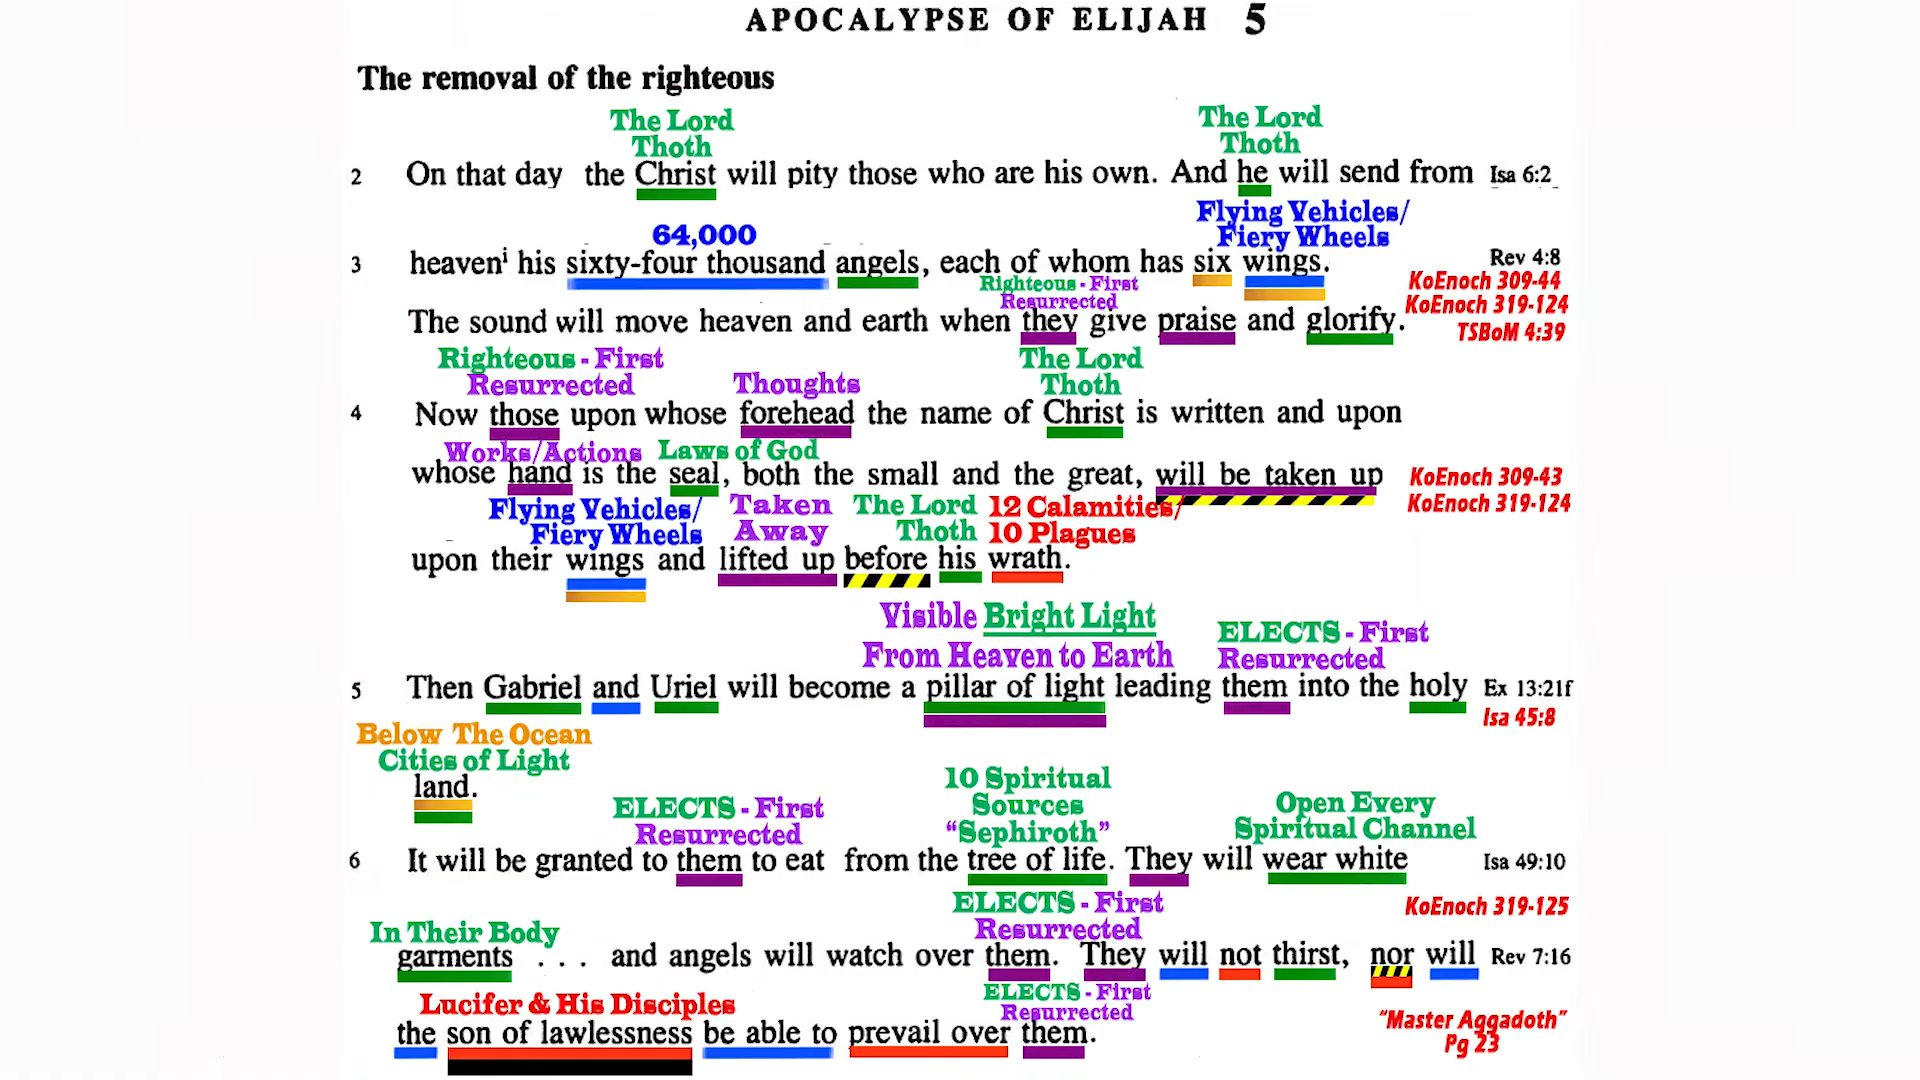 APOCALYPSE OF ELIJAH 5
The removal of the righteous
The Lord Thoth
The Lord Thoth
2 On that day the Christ will pity those who are his own. And he will send from Isa 6:2
64,000
Flying Vehicles/
Fiery Wheels
3 heavenⁱ his sixty-four thousand angels, each of whom has six wings. Rev 4:8
KoEnoch 309-44
Righteous - First
Resurrected
KoEnoch 319-124
The sound will move heaven and earth when they give praise and glorify.
TSBoM 4:39
Righteous - First
Resurrected
Thoughts
The Lord
Thoth
4 Now those upon whose forehead the name of Christ is written and upon
Works/Actions Laws of God
whose hand is the seal, both the small and the great, will be taken up KoEnoch 309-43
KoEnoch 319-124
Flying Vehicles/
Fiery Wheels
Taken
Away
The Lord
Thoth
12 Calamities/
10 Plagues
upon their wings and lifted up before his wrath.
Visible Bright Light
From Heaven to Earth
ELECTS - First
Resurrected
5 Then Gabriel and Uriel will become a pillar of light leading them into the holy Ex 13:21f
Isa 45:8
Below The Ocean
Cities of Light
land.
ELECTS - First
Resurrected
10 Spiritual
Sources
“Sephiroth”
Open Every
Spiritual Channel
6 It will be granted to them to eat from the tree of life. They will wear white Isa 49:10
KoEnoch 319-125
In Their Body
ELECTS - First
Resurrected
garments . . . and angels will watch over them. They will not thirst, nor will Rev 7:16
Lucifer & His Disciples
ELECTS - First
Resurrected
the son of lawlessness be able to prevail over them.
“Master Aggadoth”
Pg 23